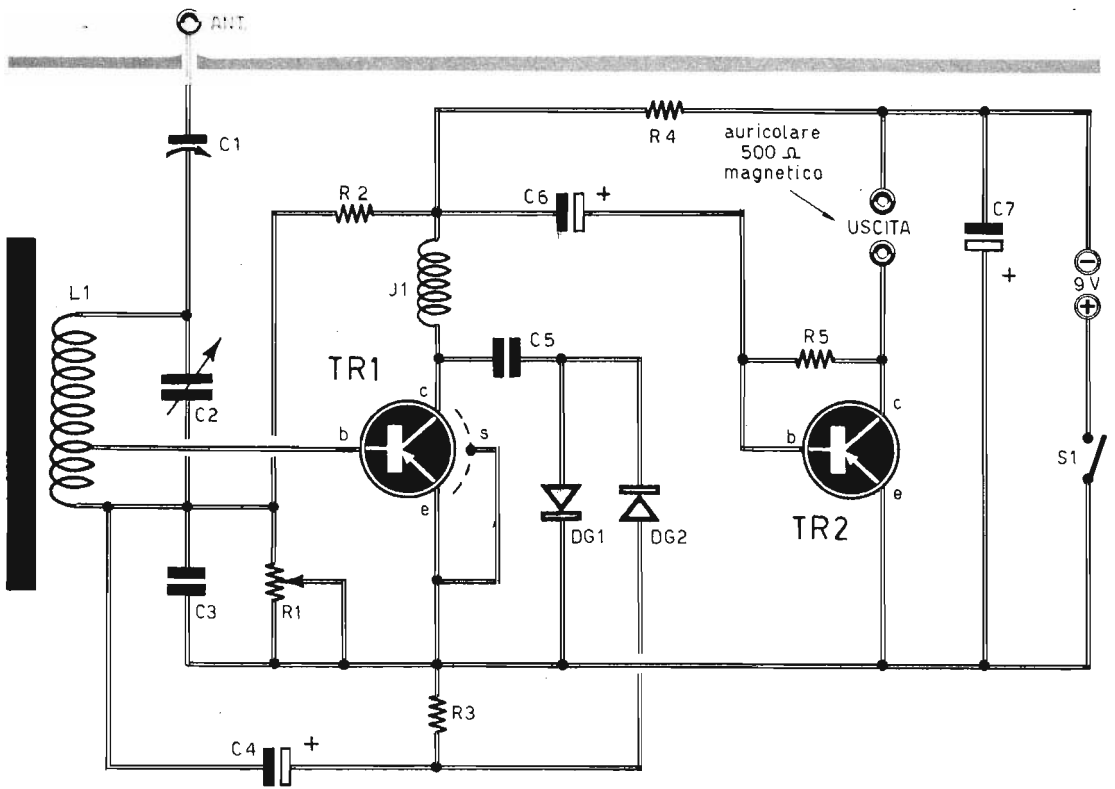 ANT.
C1
R4
auricolare
500 Ω
magnetico
R2
C6 +
USCITA
C7
+
L1
J1
−
9V
+
C5
R5
TR1
c
C2
b
s
c
b
S1
e
e
DG1
DG2
TR2
C3
R1
R3
C4 +